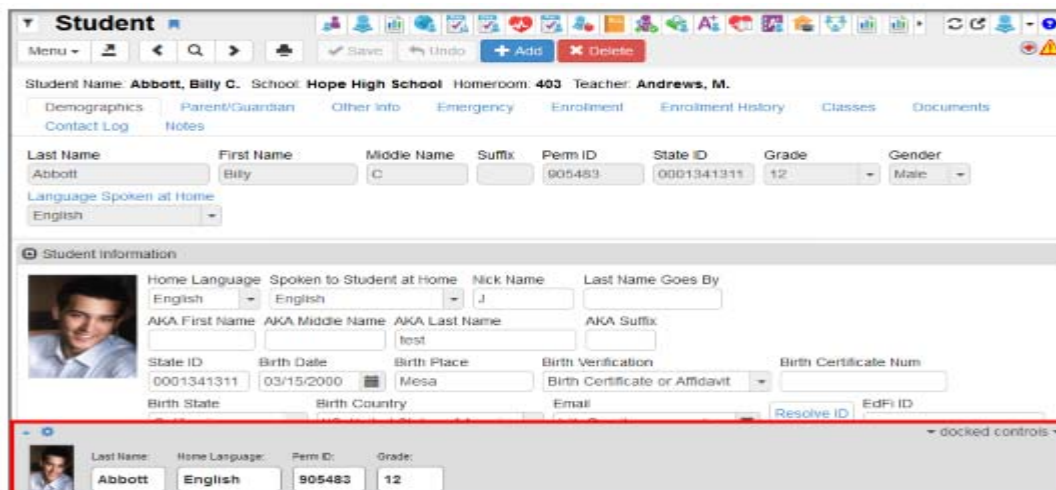 Student
Menu Save Undo Add Delete
Student Name: Abbott, Billy C. School: Hope High School Homeroom: 403 Teacher: Andrews, M.
Demographics Parent/Guardian Other Info Emergency Enrollment Enrollment History Classes Documents
Contact Log Notes
Last Name First Name Middle Name Suffix Perm ID State ID Grade Gender
Abbott Billy C 905483 0001341311 12 Male
Language Spoken at Home
English
Student Information
Home Language Spoken to Student at Home Nick Name Last Name Goes By
English English J
AKA First Name AKA Middle Name AKA Last Name AKA Suffix
test
State ID Birth Date Birth Place Birth Verification Birth Certificate Num
0001341311 03/15/2000 Mesa Birth Certificate or Affidavit
Birth State Birth Country Email EdFi ID
Resolve ID
docked controls
Last Name: Home Language: Perm ID: Grade:
Abbott English 905483 12